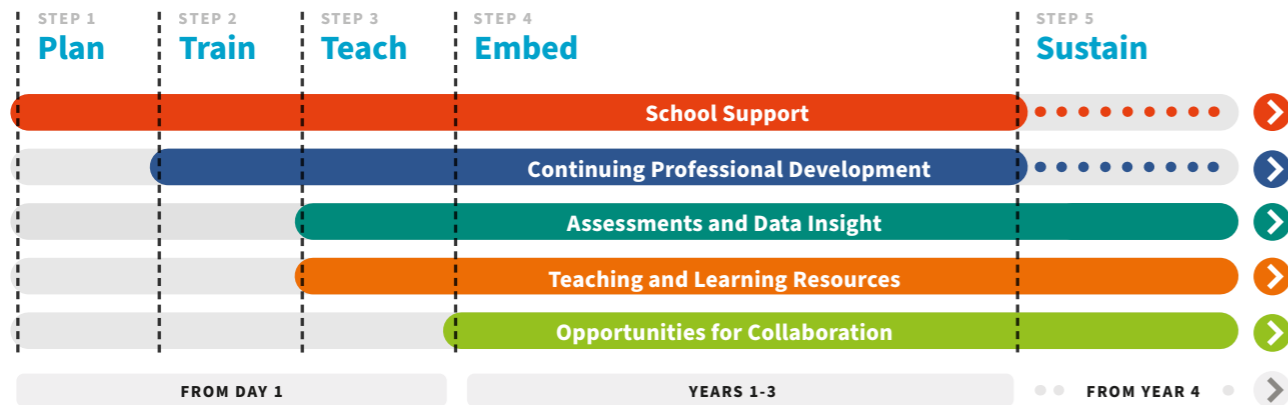 STEP 1
Plan
STEP 2
Train
STEP 3
Teach
STEP 4
Embed
STEP 5
Sustain
School Support
Continuing Professional Development
Assessments and Data Insight
Teaching and Learning Resources
Opportunities for Collaboration
FROM DAY 1
YEARS 1-3
FROM YEAR 4